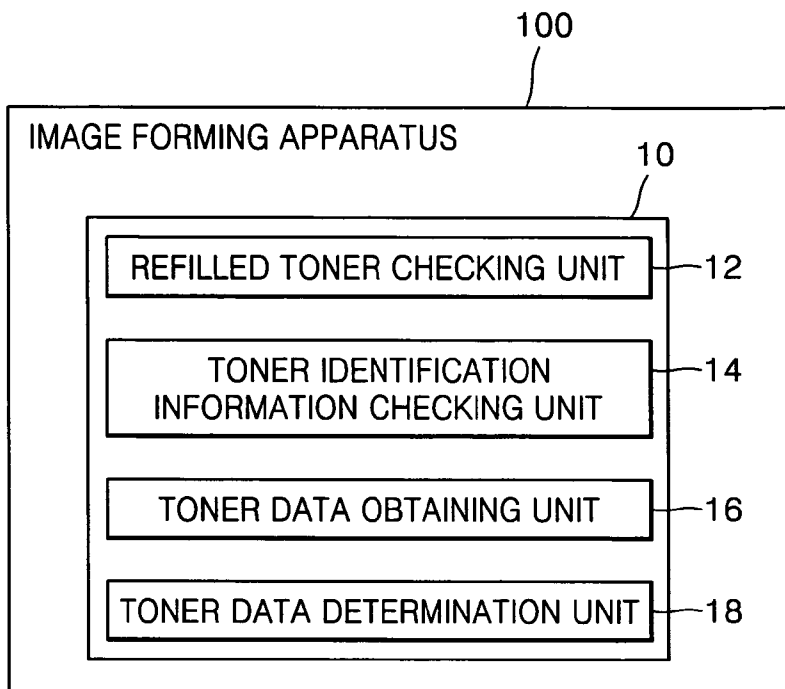 100
IMAGE FORMING APPARATUS
10
REFILLED TONER CHECKING UNIT 12
TONER IDENTIFICATION
INFORMATION CHECKING UNIT 14
TONER DATA OBTAINING UNIT 16
TONER DATA DETERMINATION UNIT 18